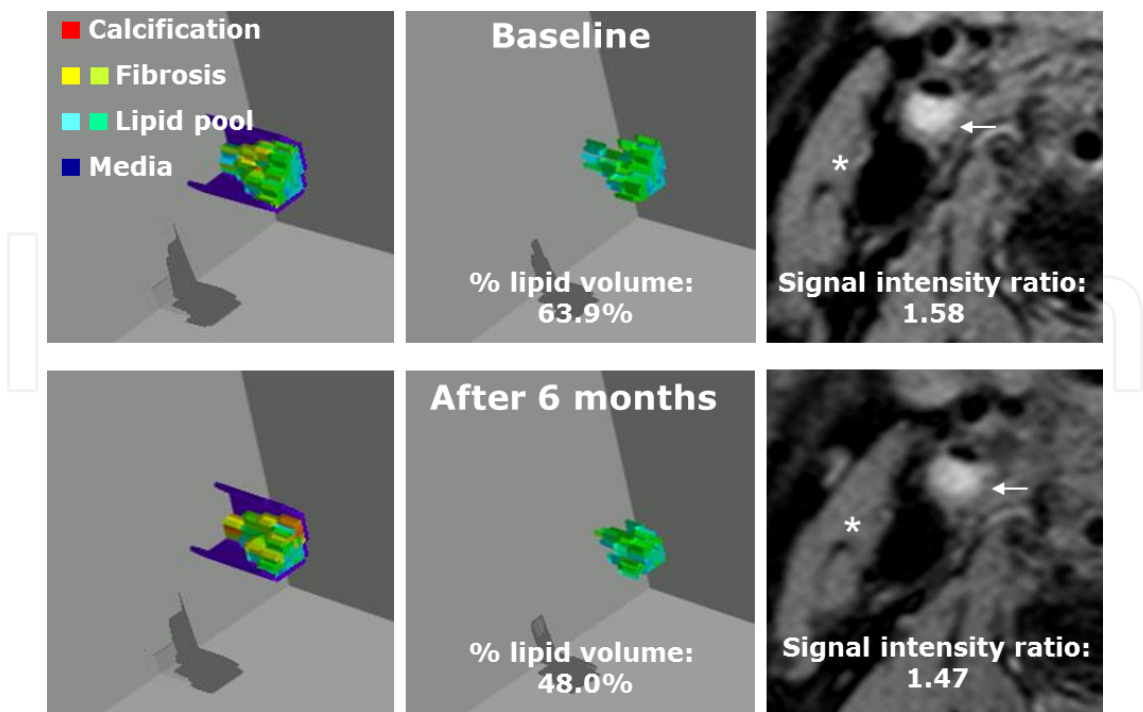 Calcification
Fibrosis
Lipid pool
Media
Baseline
% lipid volume:
63.9%
*
Signal intensity ratio:
1.58
After 6 months
% lipid volume:
48.0%
*
Signal intensity ratio:
1.47